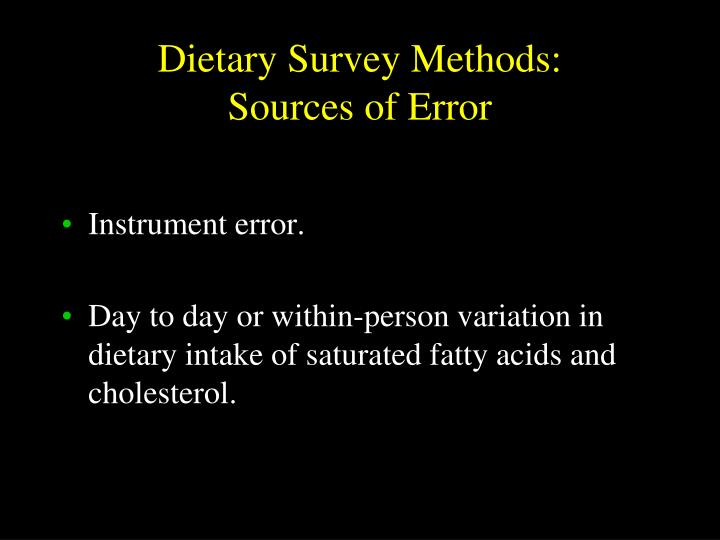 Dietary Survey Methods:
Sources of Error
• Instrument error.
• Day to day or within-person variation in
dietary intake of saturated fatty acids and
cholesterol.